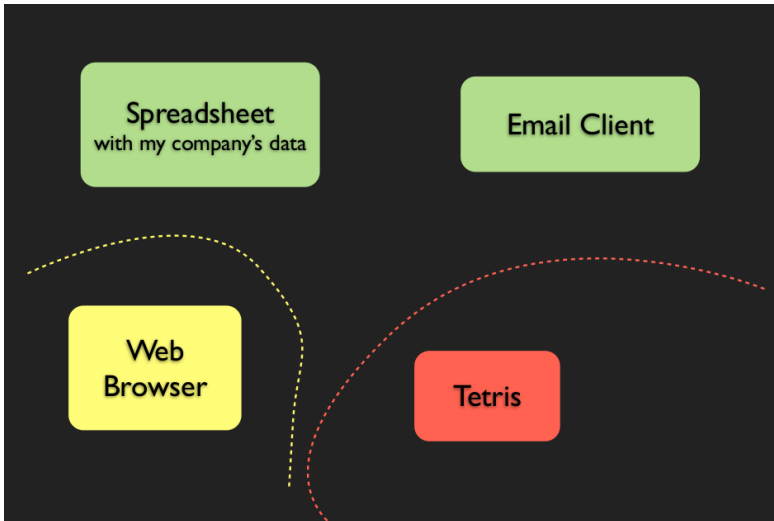 Spreadsheet
with my company's data
Email Client
Web
Browser
Tetris